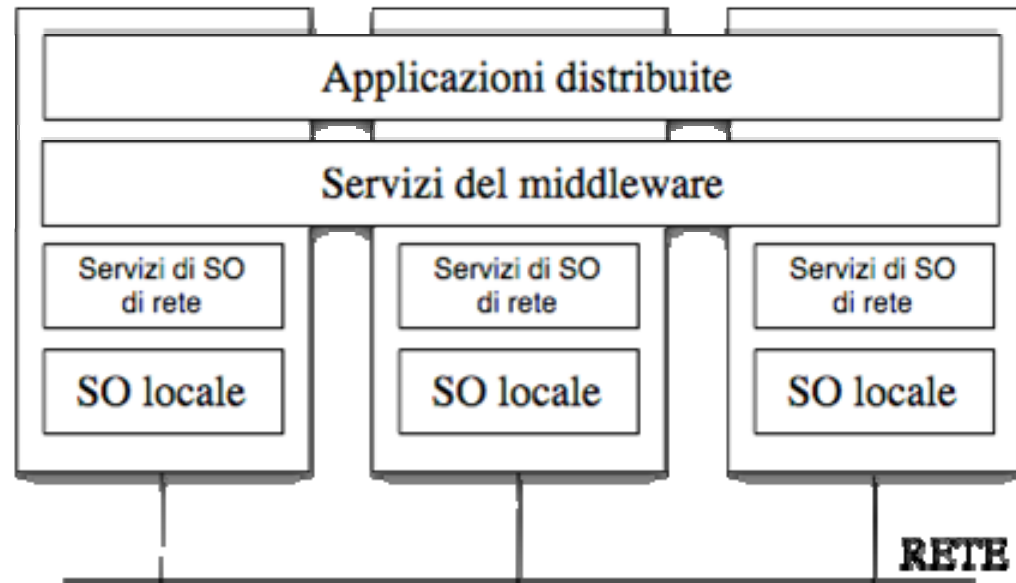 Applicazioni distribuite
Servizi del middleware
Servizi di SO
di rete
Servizi di SO
di rete
Servizi di SO
di rete
SO locale
SO locale
SO locale
RETE